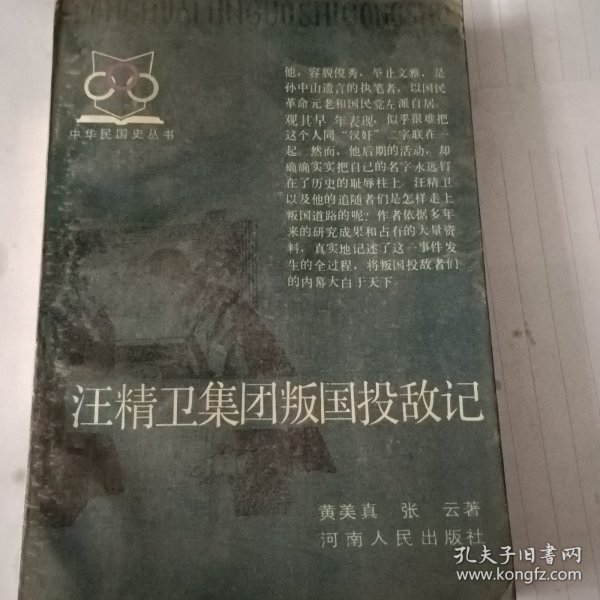 他，容貌俊秀，举止文雅，是
孙中山遗言的执笔者，以国民
革命元老和国民党左派自居。
观其早年表现，似乎很难把
这个人同“汉奸”二字联在一
起。然而，他后期的活动，却
确确实实把自己的名字永远钉
在了历史的耻辱柱上。汪精卫
以及他的追随者们是怎样走上
叛国道路的呢？作者依据多年
来的研究成果和占有的大量资
料，真实地记述了这一事件发
生的全过程，将叛国投敌者们
的内幕大白于天下。
中华民国史丛书
汪精卫集团叛国投敌记
黄美真 张云著
河南人民出版社
孔夫子旧书网
www.kongfz.com